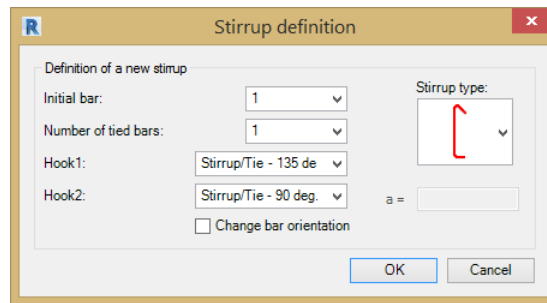 R
Stirrup definition
x
Definition of a new stirrup
Initial bar:
1
Stirrup type:
Number of tied bars:
1
Hook1:
Stirrup/Tie - 135 de
Hook2:
Stirrup/Tie - 90 deg.
a =
Change bar orientation
OK
Cancel